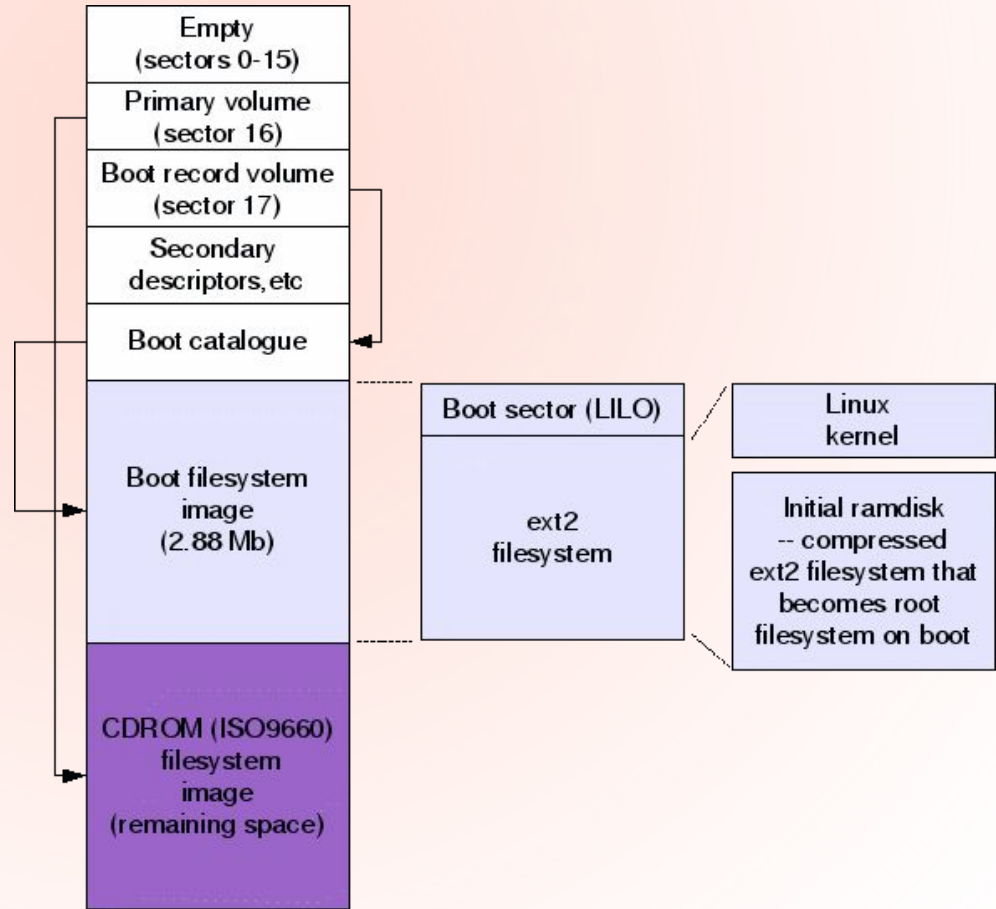 Empty
(sectors 0-15)
Primary volume
(sector 16)
Boot record volume
(sector 17)
Secondary
descriptors,etc
Boot catalogue
Boot filesystem
image
(2.88 Mb)
CDROM (ISO9660)
filesystem
image
(remaining space)
Boot sector (LILO)
ext2
filesystem
Linux
kernel
Initial ramdisk
-- compressed
ext2 filesystem that
becomes root
filesystem on boot